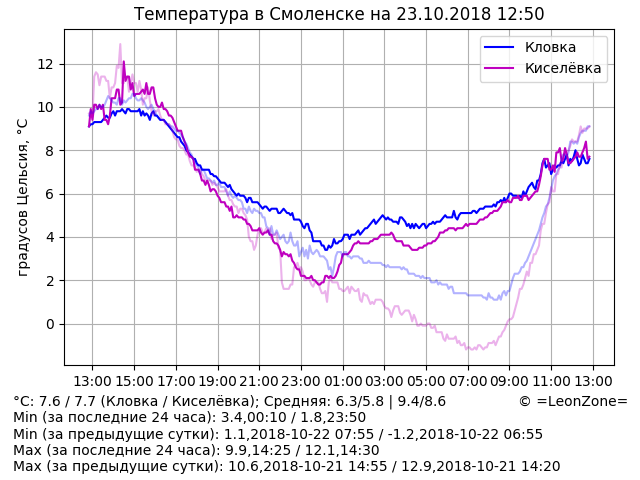 Температура в Смоленске на 23.10.2018 12:50
Кловка
Киселёвка
градусов Цельсия, °C
12
10
8
6
4
2
0
13:00 15:00 17:00 19:00 21:00 23:00 01:00 03:00 05:00 07:00 09:00 11:00 13:00
°C: 7.6 / 7.7 (Кловка / Киселёвка); Средняя: 6.3/5.8 | 9.4/8.6 © =LeonZone=
Min (за последние 24 часа): 3.4,00:10 / 1.8,23:50
Min (за предыдущие сутки): 1.1,2018-10-22 07:55 / -1.2,2018-10-22 06:55
Max (за последние 24 часа): 9.9,14:25 / 12.1,14:30
Max (за предыдущие сутки): 10.6,2018-10-21 14:55 / 12.9,2018-10-21 14:20